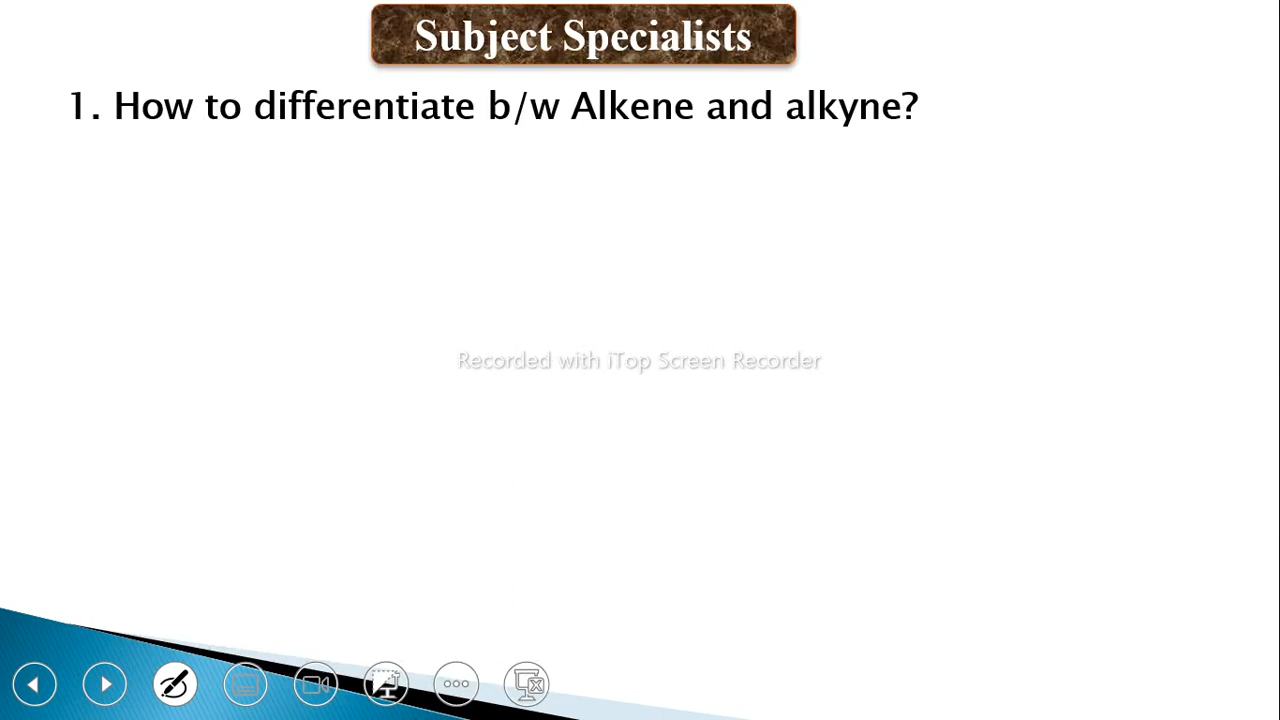 Subject Specialists
1. How to differentiate b/w Alkene and alkyne?
Recorded with iTop Screen Recorder